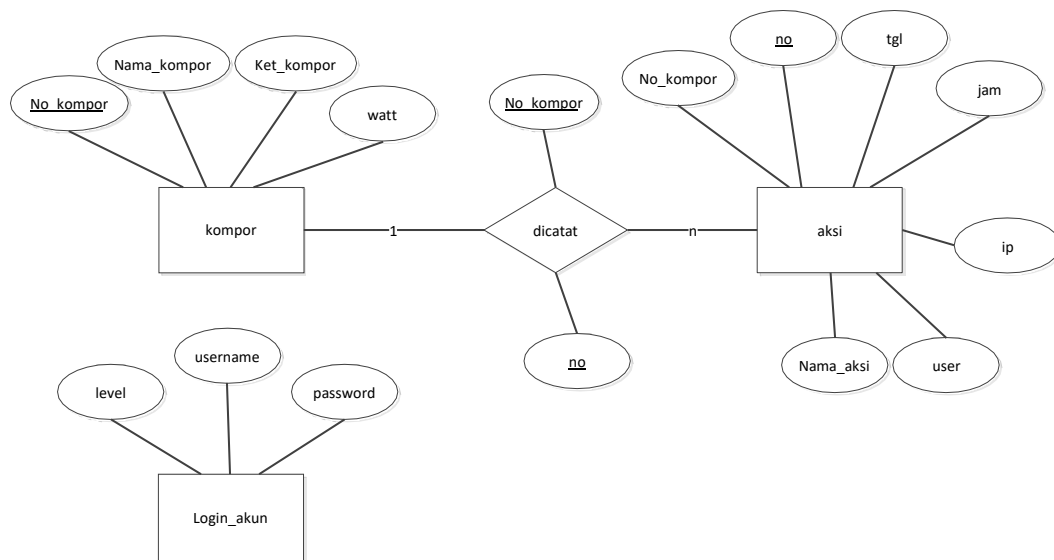 no
tgl
Nama_kompor
Ket_kompor
No_kompor
No_kompor
No_kompor
jam
watt
kompor
1
dicatat
n
aksi
ip
username
no
Nama_aksi
user
level
password
Login_akun